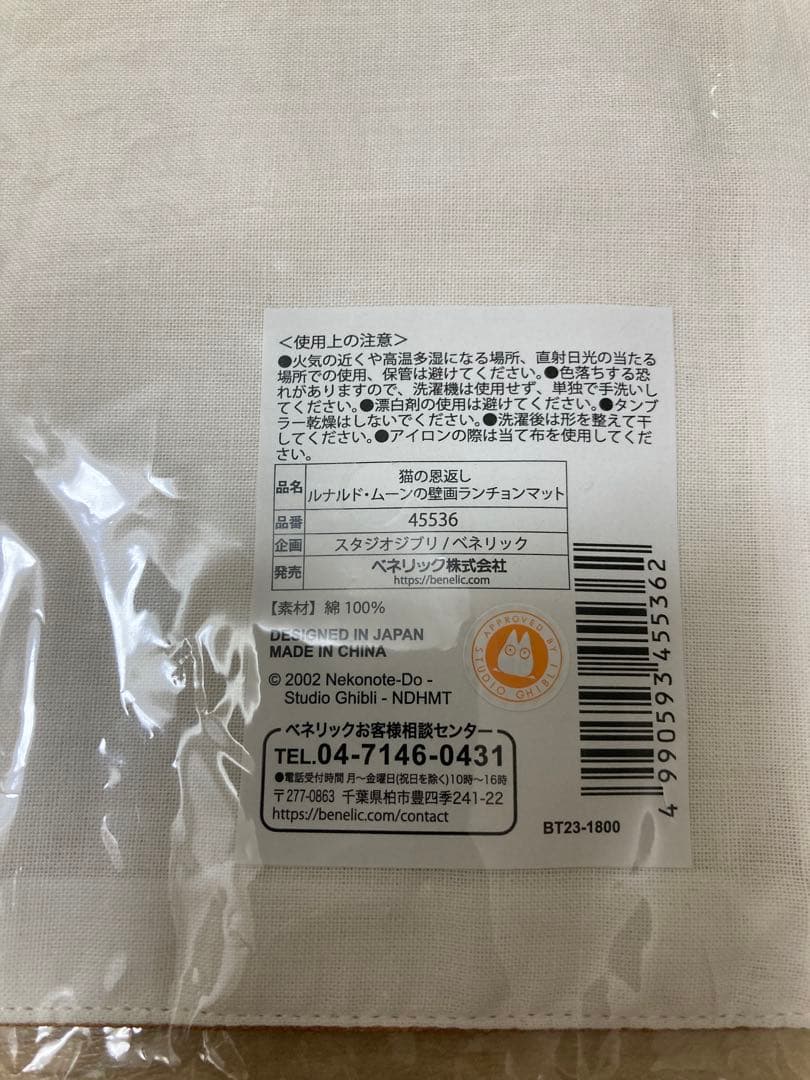 ＜使用上の注意＞
●火気の近くや高温多湿になる場所、直射日光の当たる
場所での使用、保管は避けてください。●色落ちする恐
れがありますので、洗濯機は使用せず、単独で手洗いし
てください。●漂白剤の使用は避けてください。●タンブ
ラー乾燥はしないでください。●洗濯後は形を整えて干
してください。●アイロンの際は当て布を使用してくだ
さい。
品名 猫の恩返し
ルナルド・ムーンの壁画ランチョンマット
品番 45536
企画 スタジオジブリ / ベネリック
発売 ベネリック株式会社
https://benelic.com
【素材】綿 100%
DESIGNED IN JAPAN
MADE IN CHINA
© 2002 Nekonote-Do -
Studio Ghibli - NDHMT
APPROVED BY
STUDIO GHIBLI
ベネリックお客様相談センター
TEL.04-7146-0431
●電話受付時間 月～金曜日(祝日を除く)10時～16時
〒277-0863 千葉県柏市豊四季241-22
https://benelic.com/contact
4 990593 455362
BT23-1800